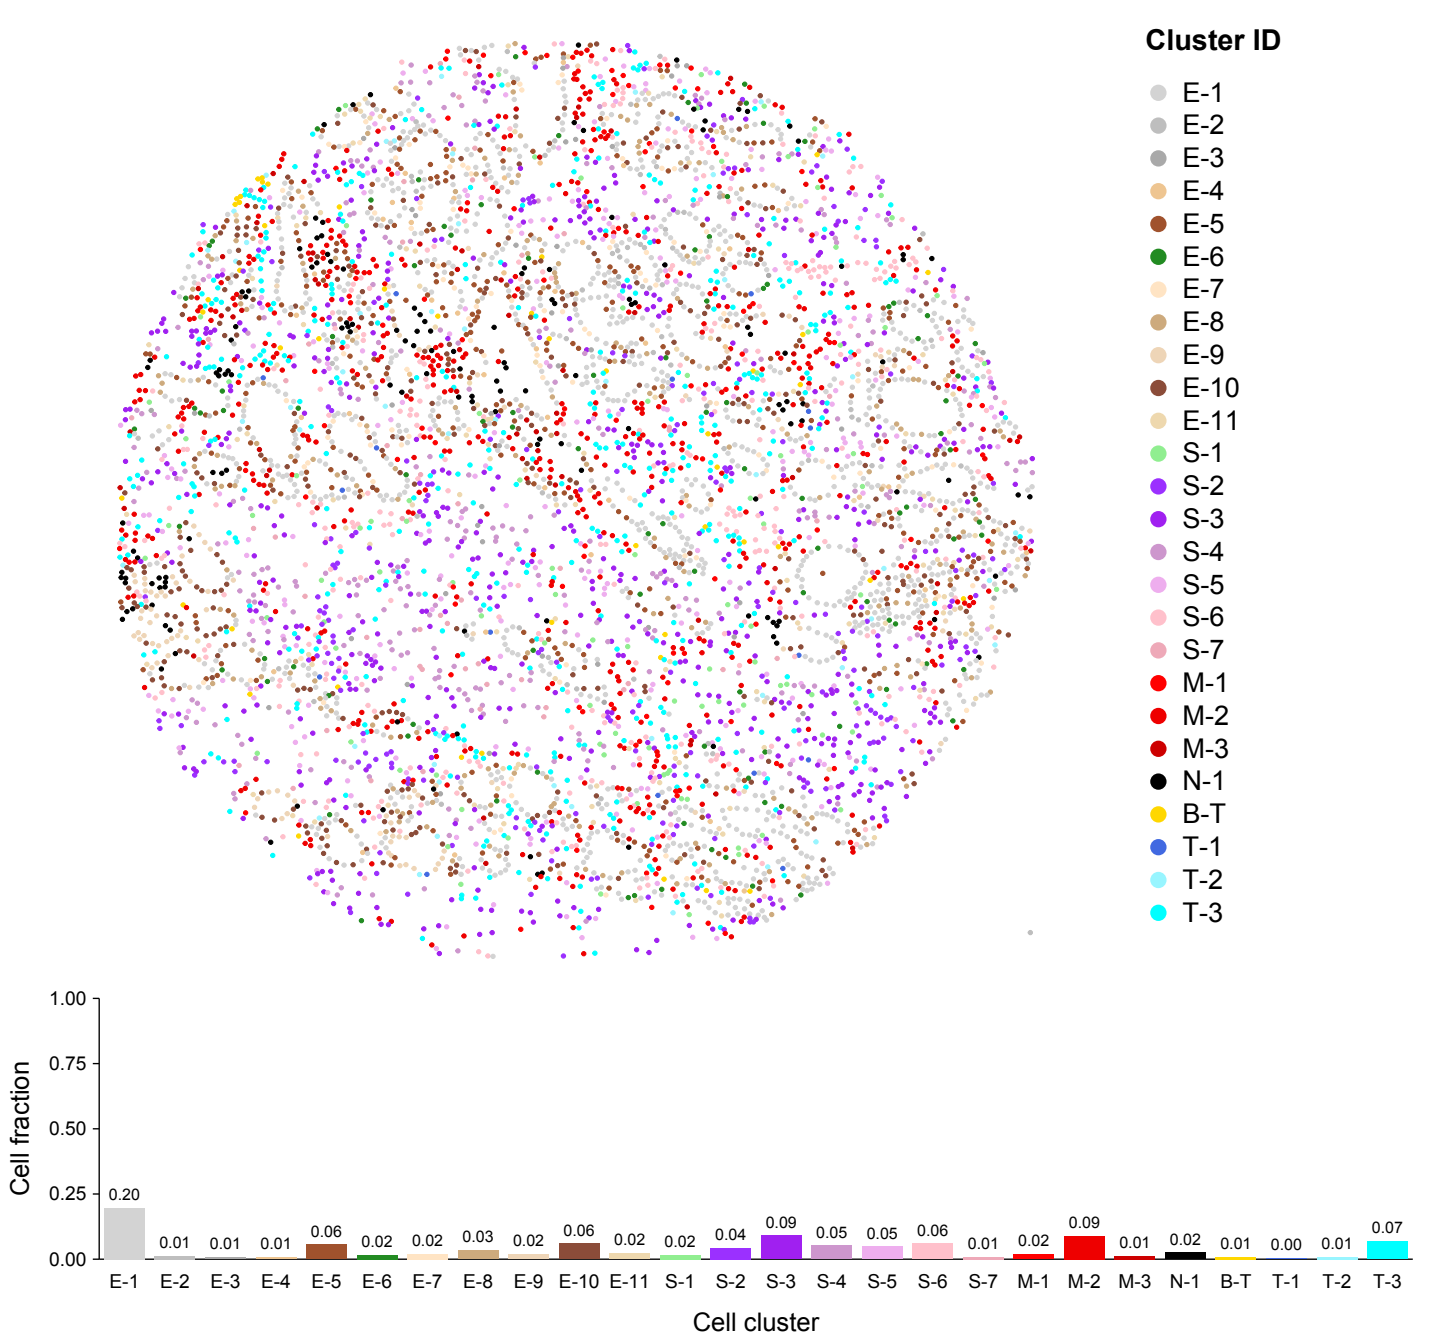 Cluster ID
E-1
E-2
E-3
E-4
E-5
E-6
E-7
E-8
E-9
E-10
E-11
S-1
S-2
S-3
S-4
S-5
S-6
S-7
M-1
M-2
M-3
N-1
B-T
T-1
T-2
T-3
1.00
0.75
0.50
0.25
0.00
Cell fraction
0.20 0.01 0.01 0.01 0.06 0.02 0.02 0.03 0.02 0.06 0.02 0.02 0.04 0.09 0.05 0.05 0.06 0.01 0.02 0.09 0.01 0.02 0.01 0.00 0.01 0.07
E-1 E-2 E-3 E-4 E-5 E-6 E-7 E-8 E-9 E-10 E-11 S-1 S-2 S-3 S-4 S-5 S-6 S-7 M-1 M-2 M-3 N-1 B-T T-1 T-2 T-3
Cell cluster